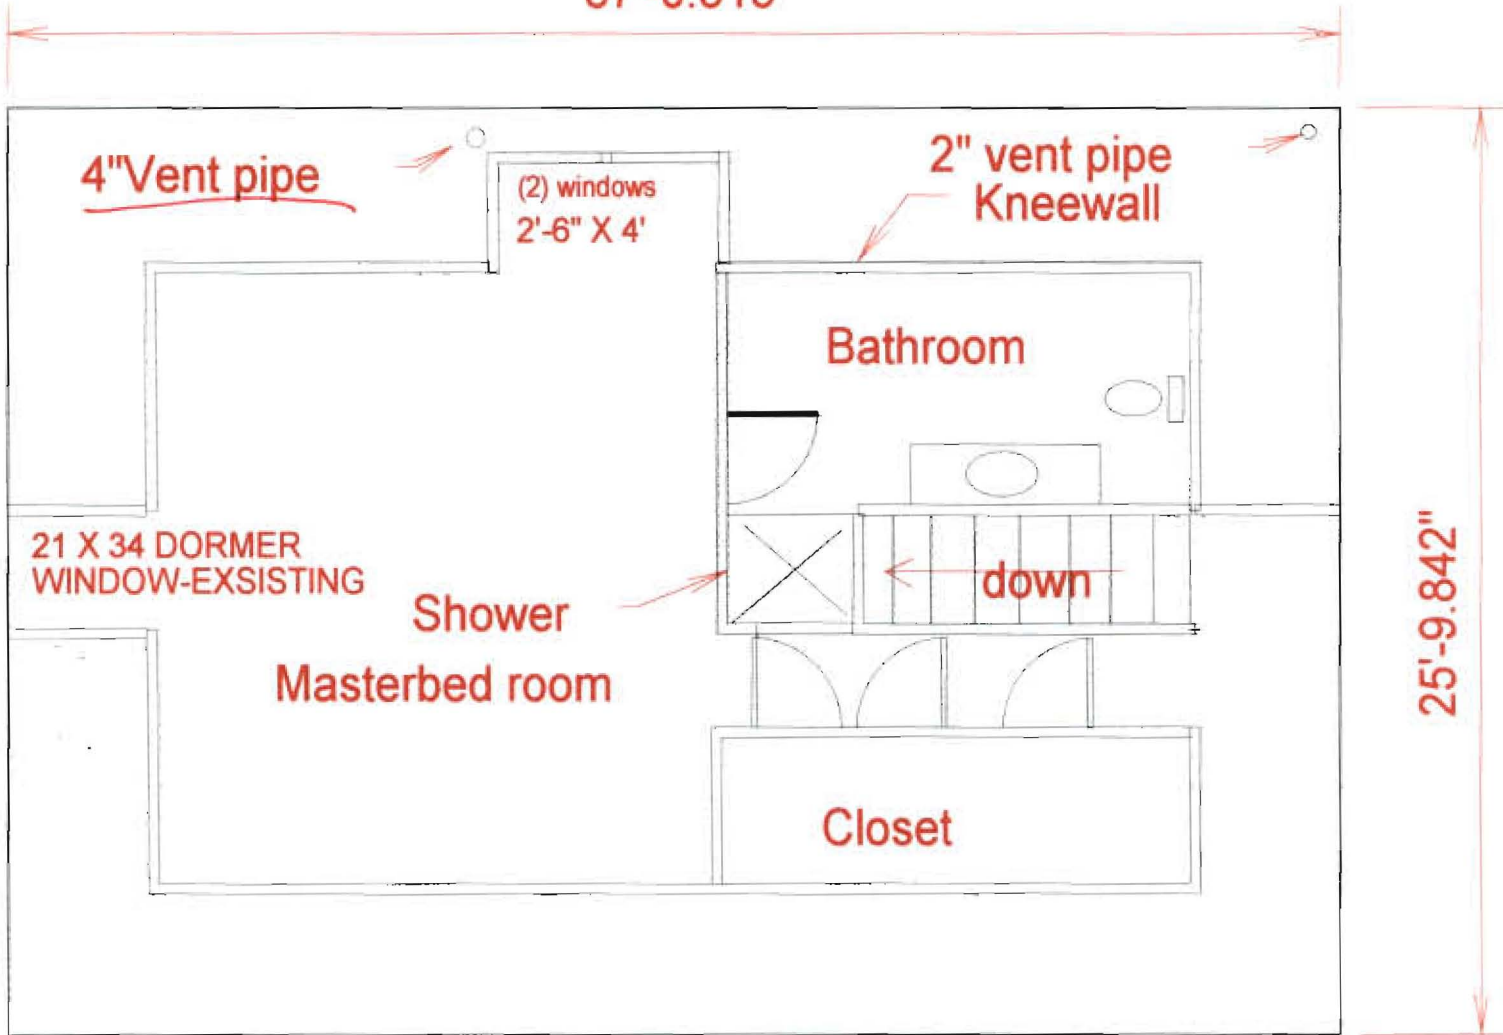 4"Vent pipe
2" vent pipe
Kneewall
(2) windows
2'-6" X 4'
Bathroom
21 X 34 DORMER
WINDOW-EXSISTING
Shower
down
Masterbed room
Closet
25'-9.842"